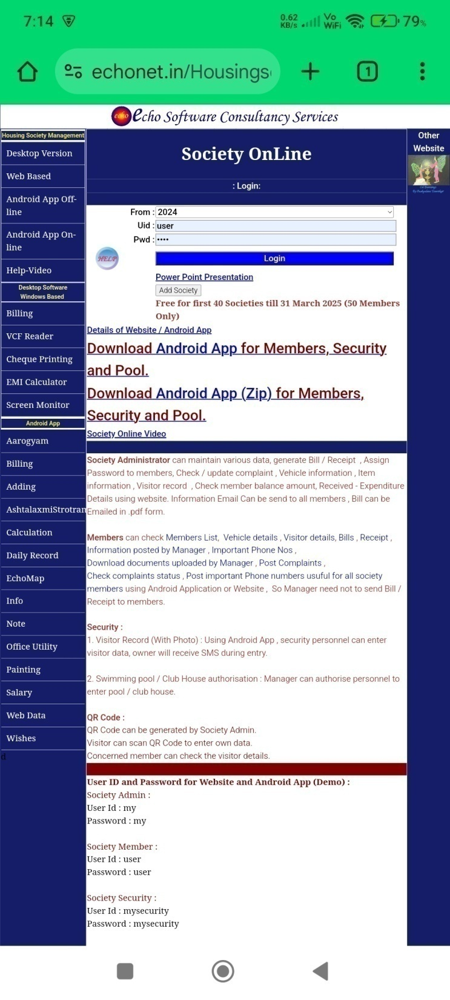 7:14
0.62
KB/s
Vo
WiFi
79%
echonet.in/Housings
1
echo
echo Software Consultancy Services
Housing Society Management
Desktop Version
Web Based
Android App Off-
line
Android App On-
line
Help-Video
Desktop Software
Windows Based
Billing
VCF Reader
Cheque Printing
EMI Calculator
Screen Monitor
Android App
Aarogyam
Billing
Adding
AshtalaxmiStrotran
Calculation
Daily Record
EchoMap
Info
Note
Office Utility
Painting
Salary
Web Data
Wishes
d
Society OnLine
: Login:
From : 2024
Uid : user
Pwd : ••••
HELP
Login
Power Point Presentation
Add Society
Free for first 40 Societies till 31 March 2025 (50 Members
Only)
Details of Website / Android App
Download Android App for Members, Security
and Pool.
Download Android App (Zip) for Members,
Security and Pool.
Society Online Video
Society Administrator can maintain various data, generate Bill / Receipt , Assign
Password to members, Check / update complaint , Vehicle information , Item
information , Visitor record , Check member balance amount, Received - Expenditure
Details using website. Information Email Can be send to all members , Bill can be
Emailed in .pdf form.
Members can check Members List, Vehicle details , Visitor details, Bills , Receipt ,
Information posted by Manager , Important Phone Nos ,
Download documents uploaded by Manager , Post Complaints ,
Check complaints status , Post important Phone numbers usuful for all society
members using Android Application or Website , So Manager need not to send Bill /
Receipt to members.
Security :
1. Visitor Record (With Photo) : Using Android App , security personnel can enter
visitor data, owner will receive SMS during entry.
2. Swimming pool / Club House authorisation : Manager can authorise personnel to
enter pool / club house.
QR Code :
QR Code can be generated by Society Admin.
Visitor can scan QR Code to enter own data.
Concerned member can check the visitor details.
User ID and Password for Website and Android App (Demo) :
Society Admin :
User Id : my
Password : my
Society Member :
User Id : user
Password : user
Society Security :
User Id : mysecurity
Password : mysecurity
Other
Website